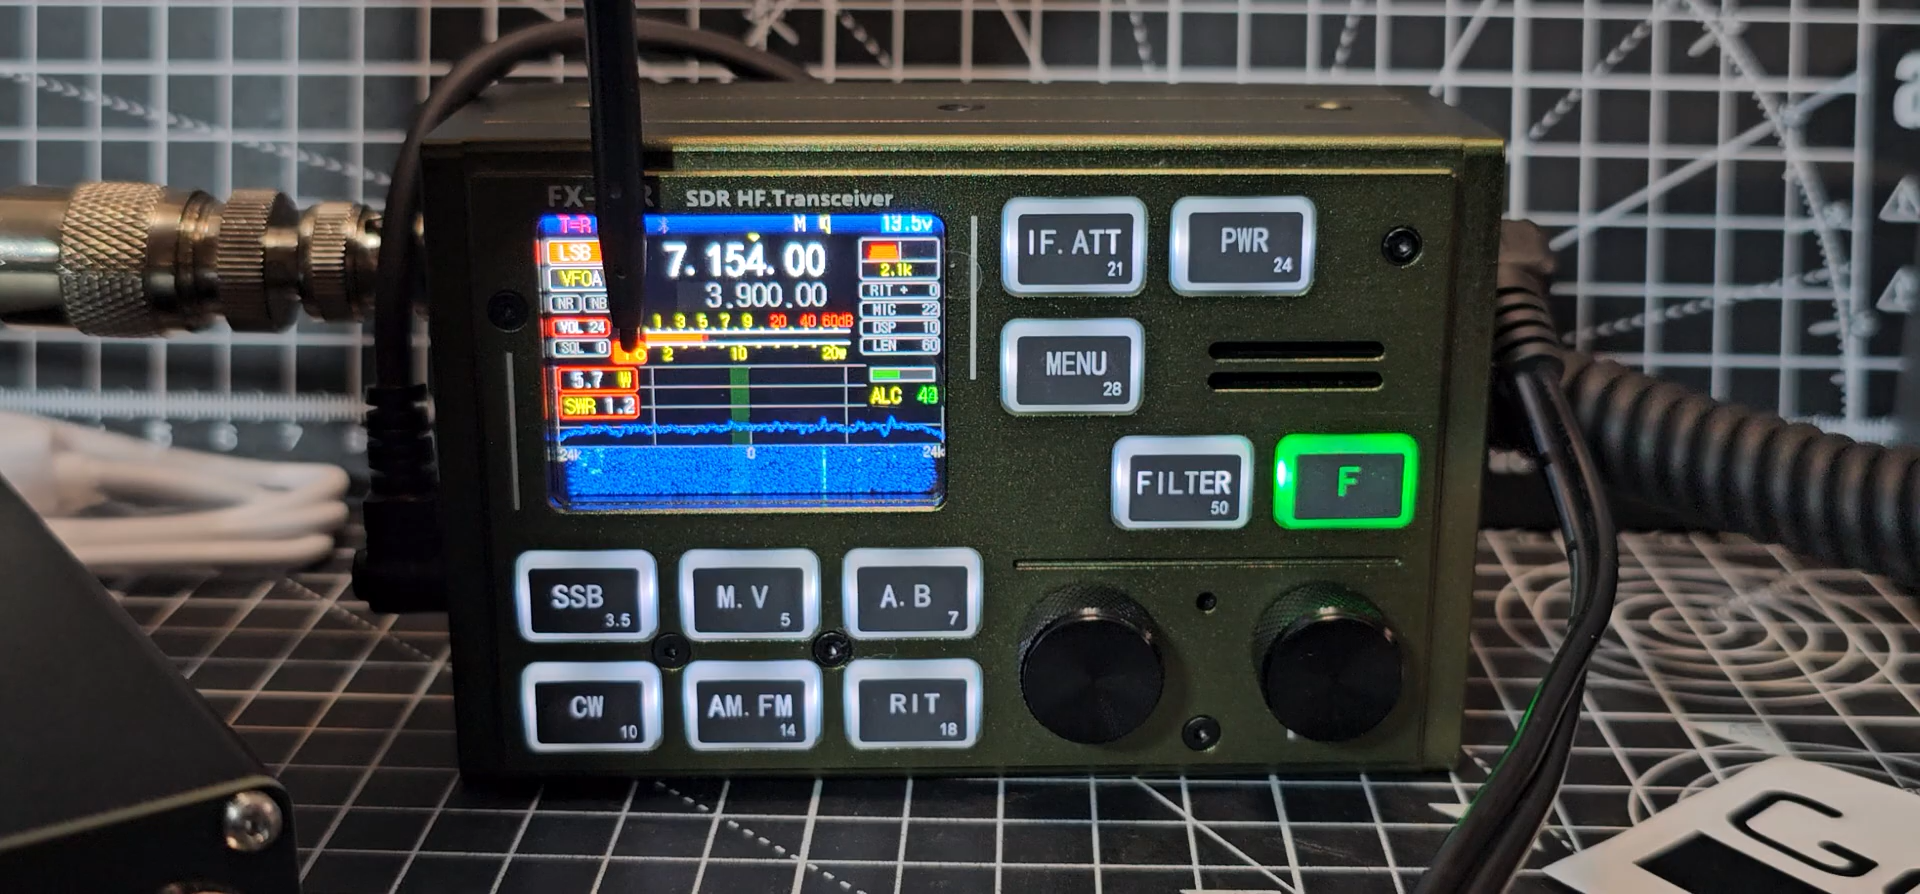 FX- R SDR HF.Transceiver
T-R M 13.5v
LSB 7.154.00
VFOA 3.900.00 2.1k
NR NB RIT + 0
VOL 24 1 3 5 7 9 20 40 60dB MIC 22
DSP 10
SQL 0 2 10 20w LEN 60
5.7 W
SWR 1.2 ALC
24k 0 24k
IF. ATT 21
PWR 24
MENU 28
FILTER 50
F
SSB 3.5
M. V 5
A. B 7
CW 10
AM. FM 14
RIT 18